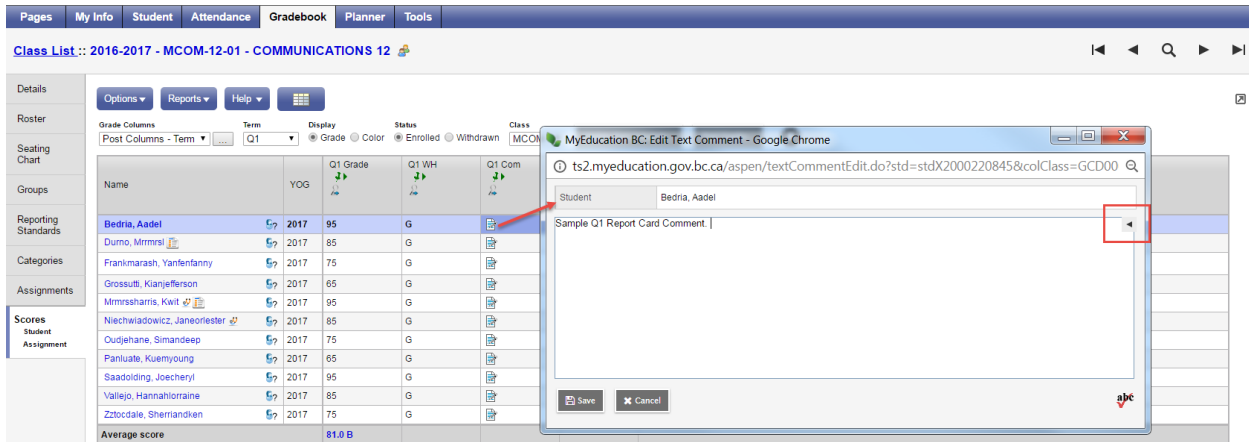 Pages My Info Student Attendance Gradebook Planner Tools
Class List :: 2016-2017 - MCOM-12-01 - COMMUNICATIONS 12
Details
Roster
Seating
Chart
Groups
Reporting
Standards
Categories
Assignments
Scores
Student
Assignment
Options Reports Help
Grade Columns Term Display Status Class
Post Columns - Term ... Q1 Grade Color Enrolled Withdrawn MCOM
Name YOG Q1 Grade Q1 WH Q1 Com
Bedria, Aadel 2017 95 G
Durno, Mrmrsl 2017 85 G
Frankmarash, Yanfenfanny 2017 75 G
Grossutti, Kianjefferson 2017 65 G
Mrmrssharris, Kwit 2017 95 G
Niechwiadowicz, Janeorlester 2017 85 G
Oudjehane, Simandeep 2017 75 G
Panluate, Kuemyoung 2017 65 G
Saadolding, Joecheryl 2017 95 G
Vallejo, Hannahlorraine 2017 85 G
Zztocdale, Sherriandken 2017 75 G
Average score 81.0 B
MyEducation BC: Edit Text Comment - Google Chrome
ts2.myeducation.gov.bc.ca/aspen/textCommentEdit.do?std=stdX2000220845&colClass=GCD00
Student Bedria, Aadel
Sample Q1 Report Card Comment.
Save Cancel abc